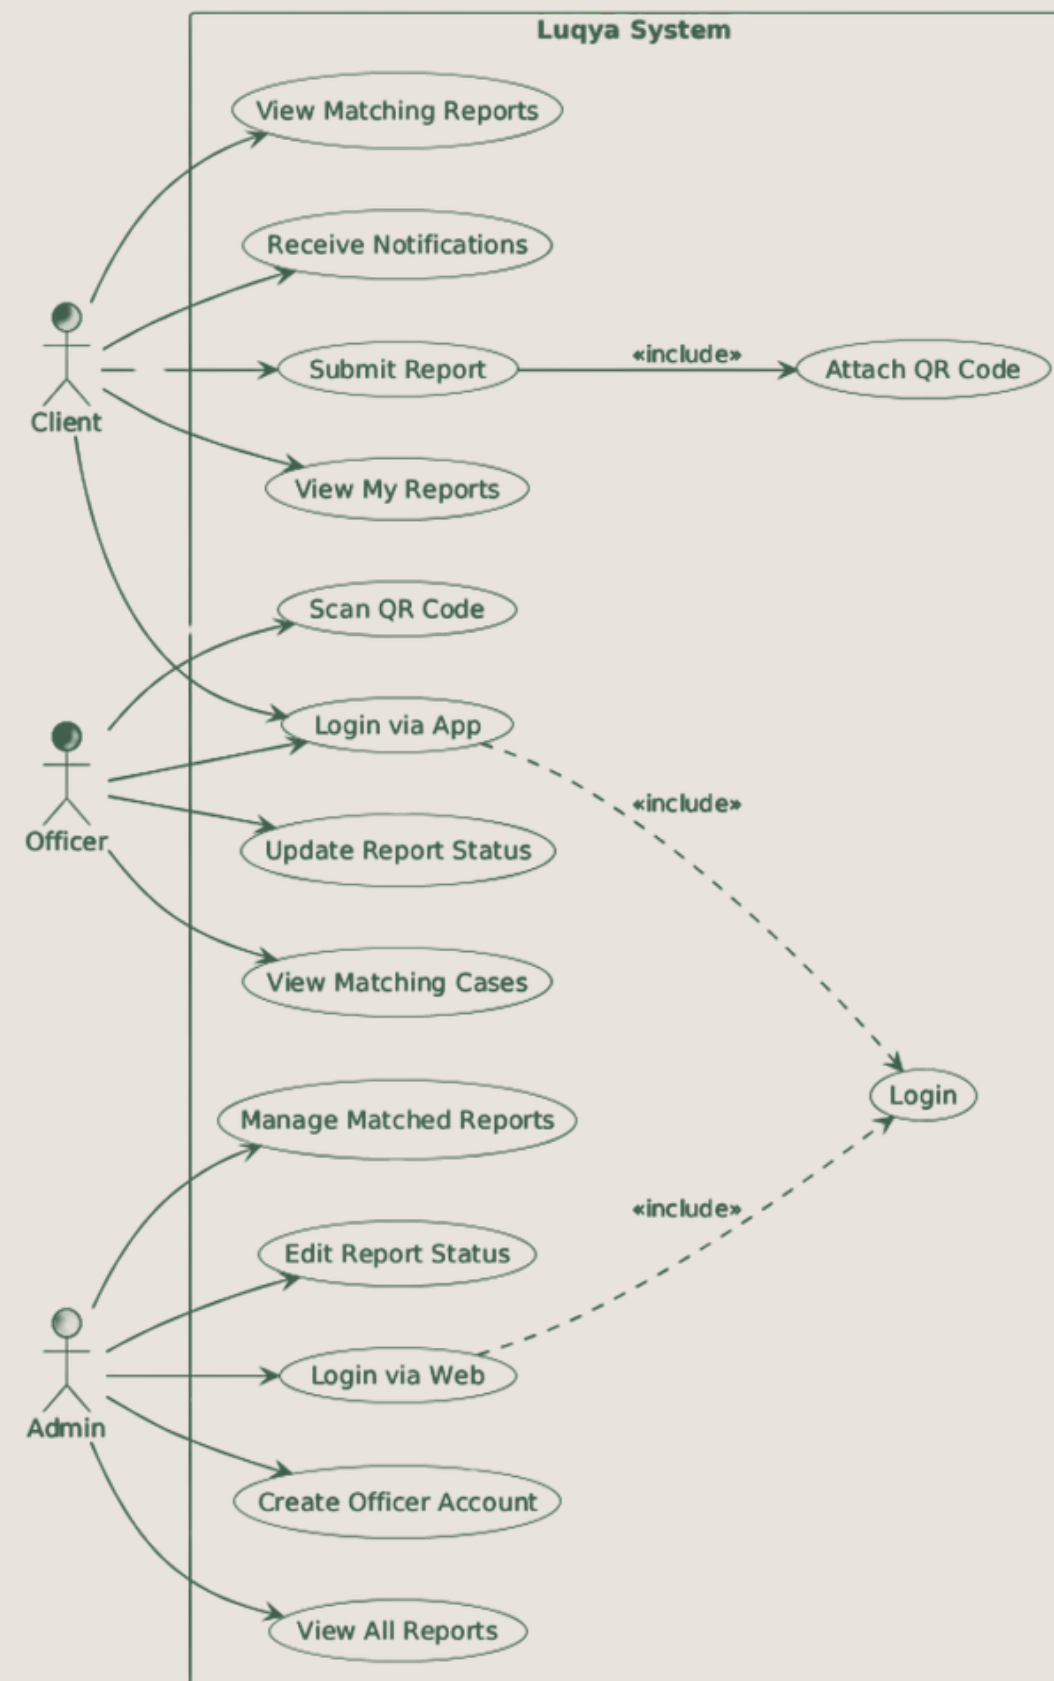 Luqya System
View Matching Reports
Receive Notifications
Submit Report
«include»
Attach QR Code
Client
View My Reports
Scan QR Code
Login via App
«include»
Officer
Update Report Status
View Matching Cases
Login
Manage Matched Reports
«include»
Edit Report Status
Login via Web
Admin
Create Officer Account
View All Reports